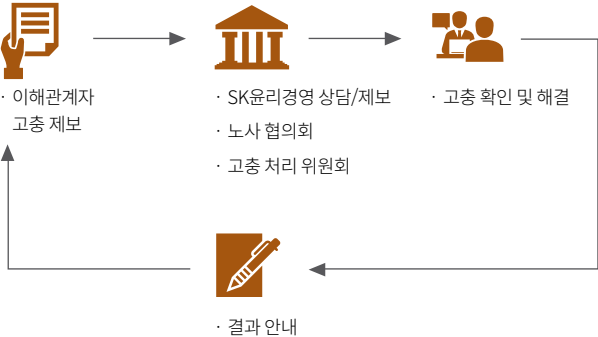 · 이해관계자
고충 제보
· SK윤리경영 상담/제보
· 노사 협의회
· 고충 처리 위원회
· 고충 확인 및 해결
· 결과 안내